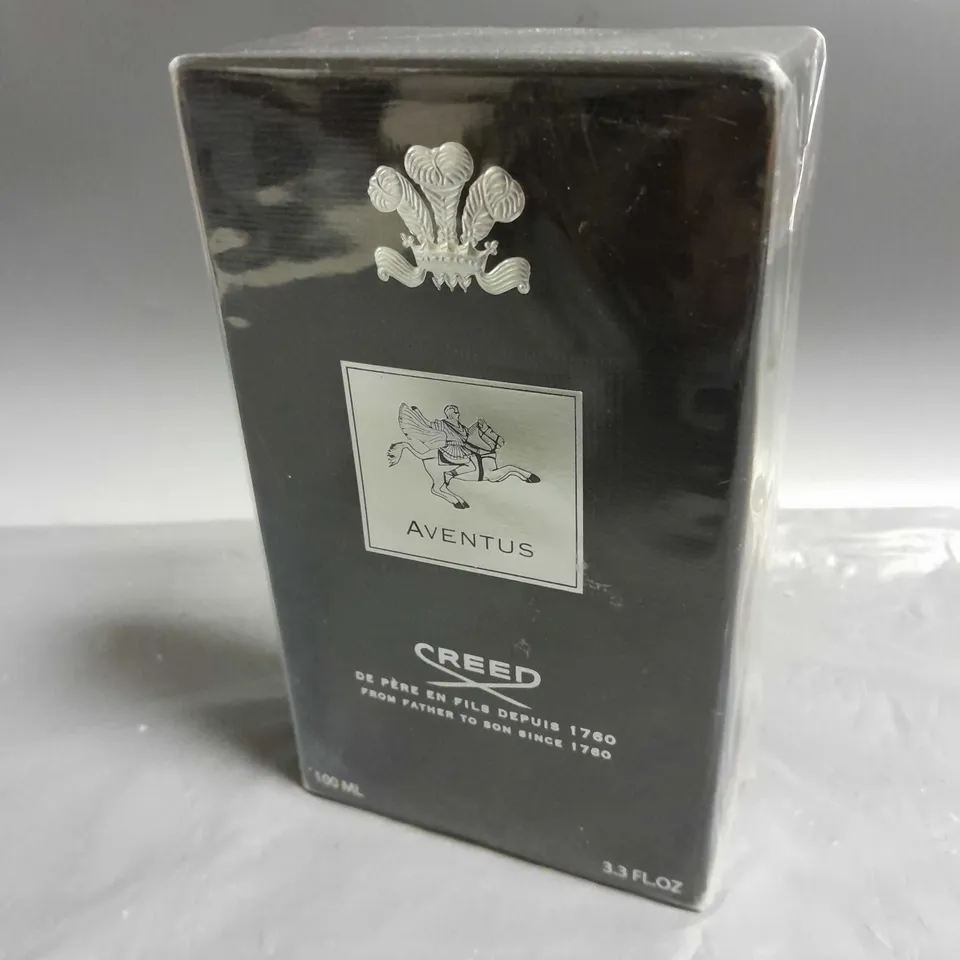 AVENTUS
CREED
DE PÈRE EN FILS DEPUIS 1760
FROM FATHER TO SON SINCE 1760
100 ML
3.3 FL.OZ